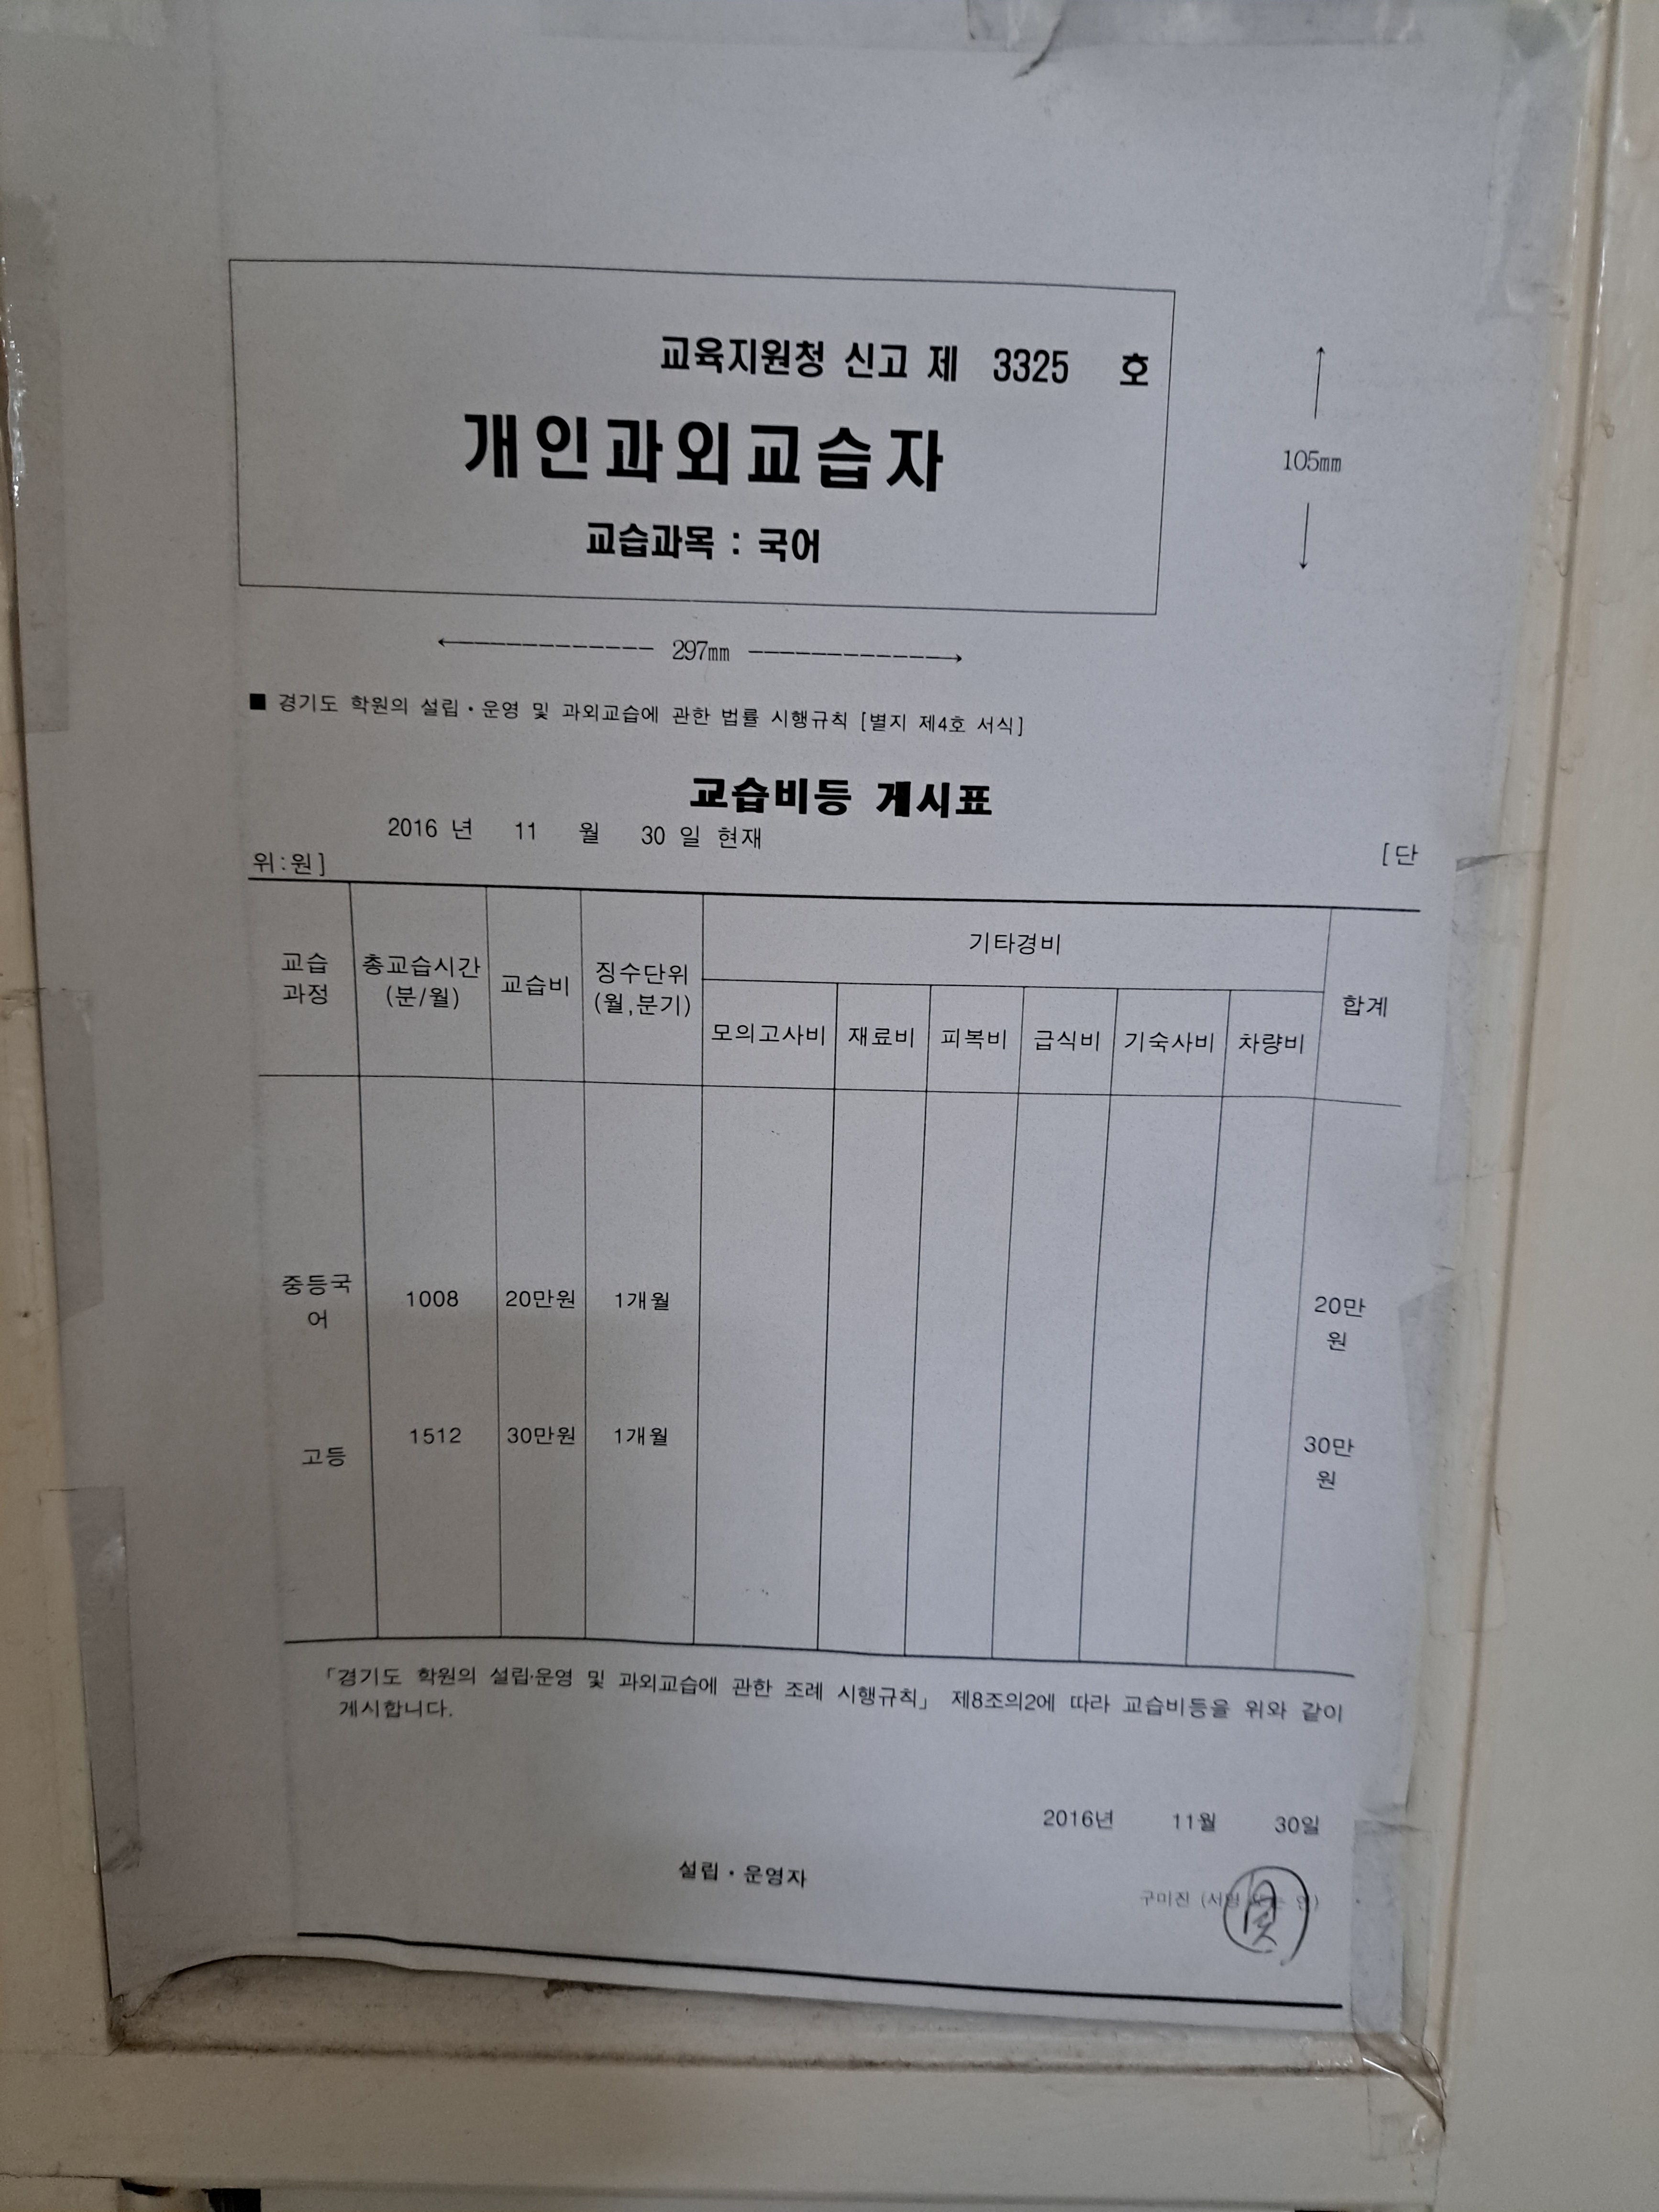 교육지원청 신고 제 3325 호
개인과외교습자
교습과목 : 국어
105mm
297mm
■ 경기도 학원의 설립·운영 및 과외교습에 관한 법률 시행규칙 [별지 제4호 서식]
교습비등 게시표
2016 년 11 월 30 일 현재 [단
위:원]
교습
과정
총교습시간
(분/월)
교습비
징수단위
(월,분기)
기타경비
모의고사비 재료비 피복비 급식비 기숙사비 차량비
합계
중등국
어
1008 20만원 1개월
20만
원
고등
1512 30만원 1개월
30만
원
「경기도 학원의 설립·운영 및 과외교습에 관한 조례 시행규칙」 제8조의2에 따라 교습비등을 위와 같이
게시합니다.
2016년 11월 30일
설립·운영자
구미진 (서명 인)